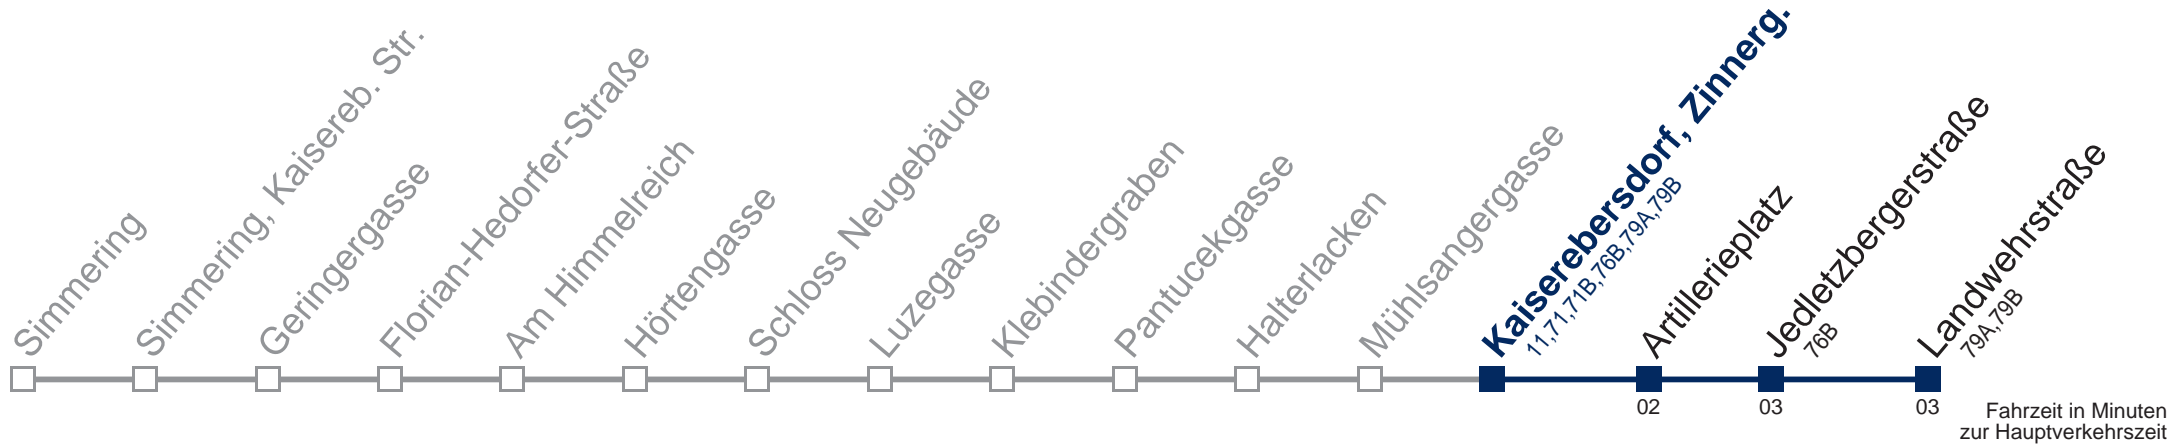 Simmering
Simmering, Kaisereb. Str.
Geringergasse
Florian-Hedorfer-Straße
Am Himmelreich
Hörtengasse
Schloss Neugebäude
Luzegasse
Klebindergraben
Pantucekgasse
Halterlacken
Mühlsangergasse
Kaiserebersdorf, Zinnerg.
11,71,71B,76B,79A,79B
Artillerieplatz
Jedletzbergerstraße
76B
Landwehrstraße
79A,79B
02
03
03
Fahrzeit in Minuten
zur Hauptverkehrszeit